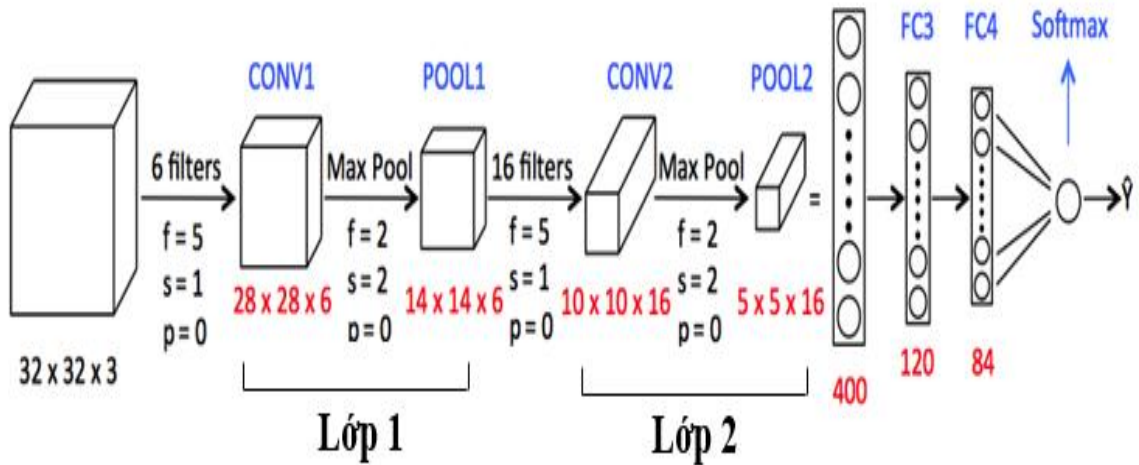 FC3 FC4 Softmax
CONV1 POOL1 CONV2 POOL2
6 filters Max Pool 16 filters Max Pool
= Ŷ
f = 5 f = 2 f = 5 f = 2
s = 1 s = 2 s = 1 s = 2
28 x 28 x 6 14 x 14 x 6 10 x 10 x 16 5 x 5 x 16
p = 0 p = 0 p = 0 p = 0
32 x 32 x 3 120 84
400
Lớp 1 Lớp 2